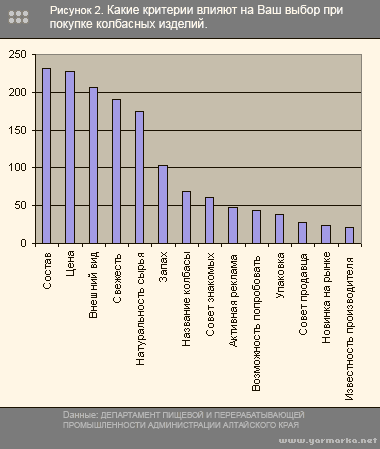 Рисунок 2. Какие критерии влияют на Ваш выбор при
покупке колбасных изделий.
250
200
150
100
50
0
Состав
Цена
Внешний вид
Свежесть
Натуральность сырья
Запах
Название колбасы
Совет знакомых
Активная реклама
Возможность попробовать
Упаковка
Совет продавца
Новинка на рынке
Известность производителя
Данные: ДЕПАРТАМЕНТ ПИЩЕВОЙ И ПЕРЕРАБАТЫВАЮЩЕЙ
ПРОМЫШЛЕННОСТИ АДМИНИСТРАЦИИ АЛТАЙСКОГО КРАЯ
www.yarmarka.net